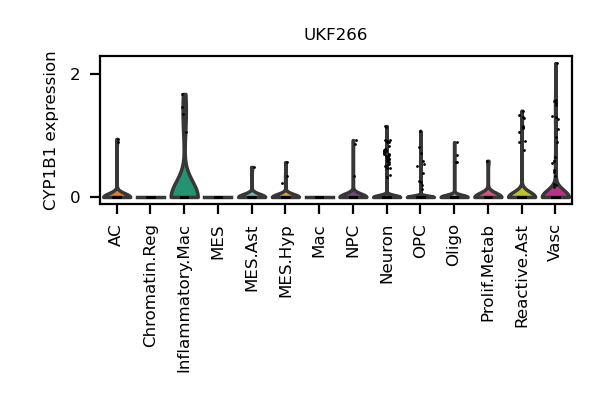 UKF266
CYP1B1 expression
2
0
AC
Chromatin.Reg
Inflammatory.Mac
MES
MES.Ast
MES.Hyp
Mac
NPC
Neuron
OPC
Oligo
Prolif.Metab
Reactive.Ast
Vasc